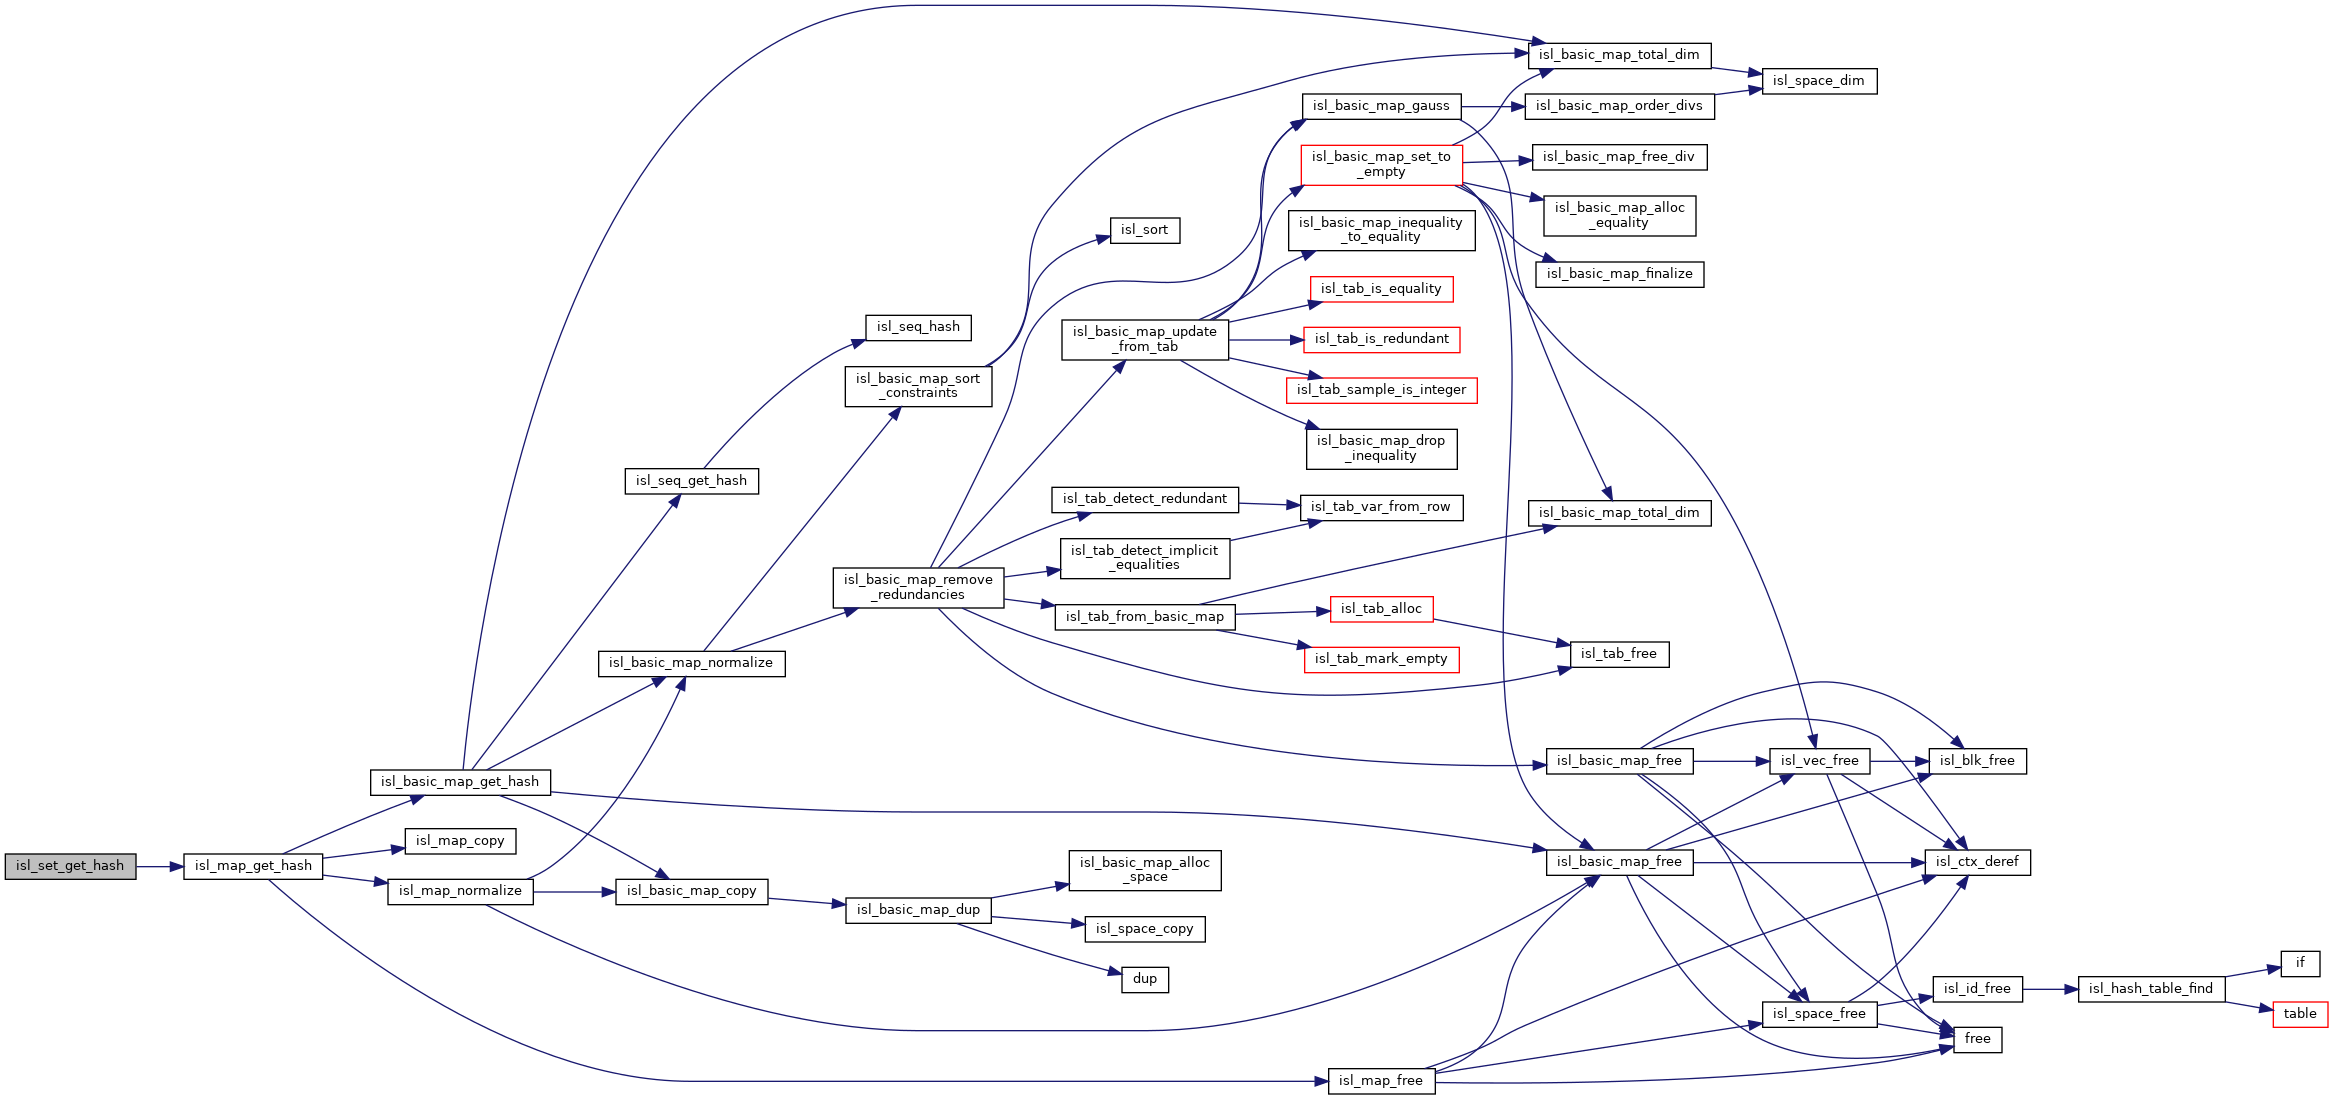 isl_basic_map_total_dim
isl_space_dim
isl_basic_map_gauss
isl_basic_map_order_divs
isl_basic_map_set_to
_empty
isl_basic_map_free_div
isl_basic_map_alloc
_equality
isl_sort
isl_basic_map_inequality
_to_equality
isl_basic_map_finalize
isl_tab_is_equality
isl_seq_hash
isl_basic_map_update
_from_tab
isl_tab_is_redundant
isl_basic_map_sort
_constraints
isl_tab_sample_is_integer
isl_basic_map_drop
_inequality
isl_seq_get_hash
isl_tab_detect_redundant
isl_tab_var_from_row
isl_basic_map_total_dim
isl_tab_detect_implicit
_equalities
isl_basic_map_remove
_redundancies
isl_tab_from_basic_map
isl_tab_alloc
isl_tab_free
isl_basic_map_normalize
isl_tab_mark_empty
isl_basic_map_free
isl_vec_free
isl_blk_free
isl_basic_map_get_hash
isl_map_copy
isl_set_get_hash
isl_map_get_hash
isl_basic_map_free
isl_ctx_deref
isl_basic_map_alloc
_space
isl_map_normalize
isl_basic_map_copy
isl_basic_map_dup
isl_space_copy
dup
if
isl_id_free
isl_hash_table_find
isl_space_free
table
free
isl_map_free